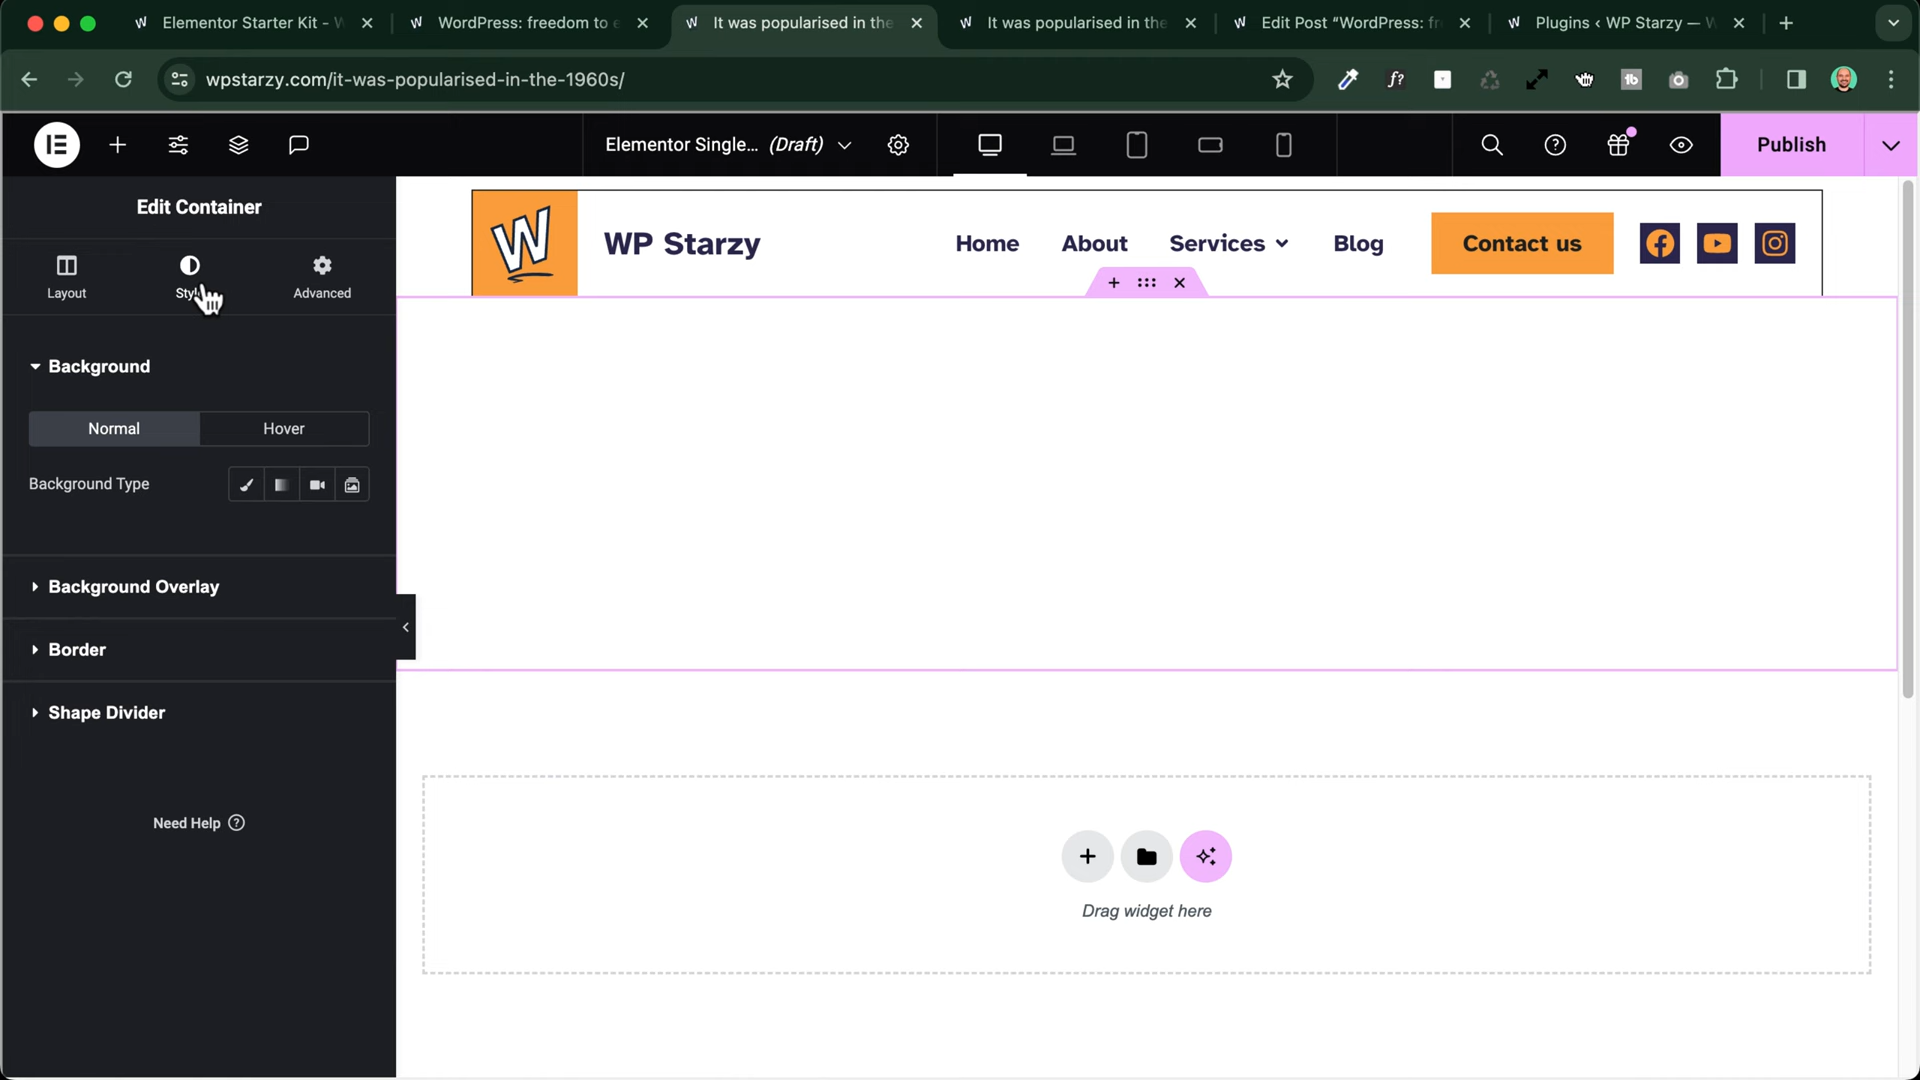 Elementor Starter Kit - W
WordPress: freedom to e
It was popularised in the
It was popularised in the
Edit Post “WordPress: fr
Plugins ‹ WP Starzy — W
wpstarzy.com/it-was-popularised-in-the-1960s/
Elementor Single... (Draft)
Publish
Edit Container
Layout
Advanced
Background
Normal
Hover
Background Type
Background Overlay
Border
Shape Divider
Need Help
W
WP Starzy
Home
About
Services
Blog
Contact us
Drag widget here